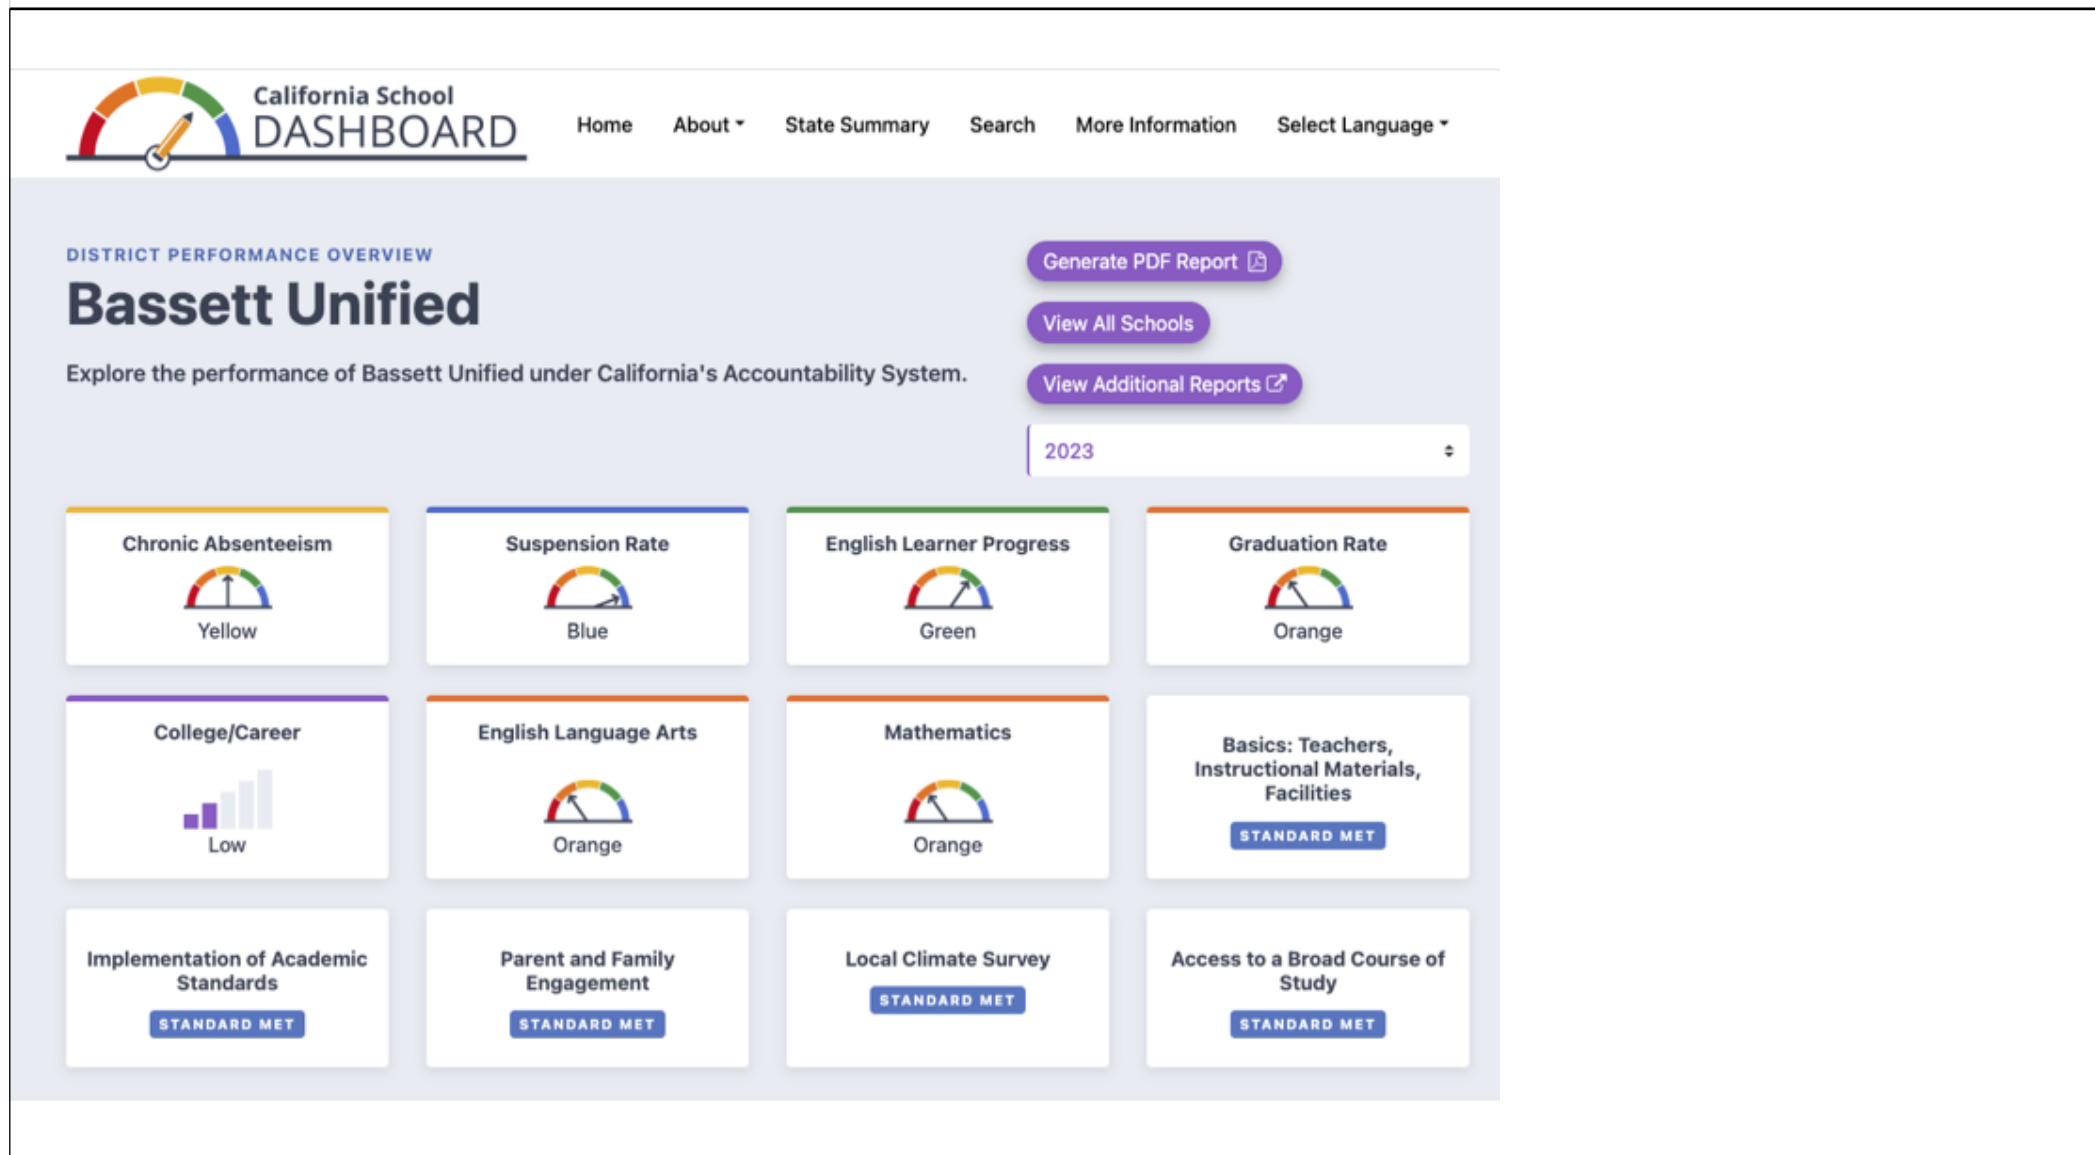 California School
DASHBOARD
Home About State Summary Search More Information Select Language
DISTRICT PERFORMANCE OVERVIEW
Bassett Unified
Explore the performance of Bassett Unified under California's Accountability System.
Generate PDF Report
View All Schools
View Additional Reports
2023
Chronic Absenteeism
Yellow
Suspension Rate
Blue
English Learner Progress
Green
Graduation Rate
Orange
College/Career
Low
English Language Arts
Orange
Mathematics
Orange
Basics: Teachers,
Instructional Materials,
Facilities
STANDARD MET
Implementation of Academic
Standards
STANDARD MET
Parent and Family
Engagement
STANDARD MET
Local Climate Survey
STANDARD MET
Access to a Broad Course of
Study
STANDARD MET